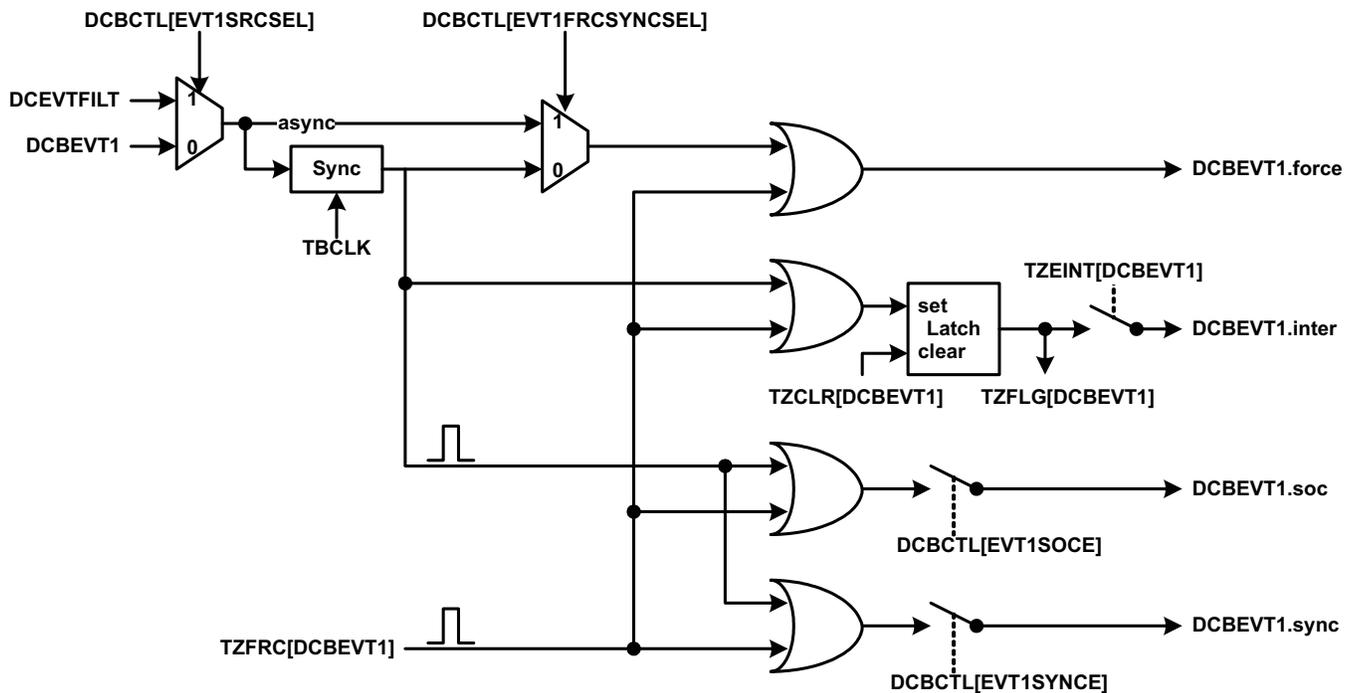 DCBCTL[EVT1SRCSEL]
DCBCTL[EVT1FRCSYNCSEL]
DCEVTFILT
1
async
1
DCBEVT1
0
Sync
0
DCBEVT1.force
TBCLK
TZEINT[DCBEVT1]
set
Latch
clear
DCBEVT1.inter
TZCLR[DCBEVT1]
TZFLG[DCBEVT1]
DCBEVT1.soc
DCBCTL[EVT1SOCE]
DCBEVT1.sync
TZFRC[DCBEVT1]
DCBCTL[EVT1SYNCE]